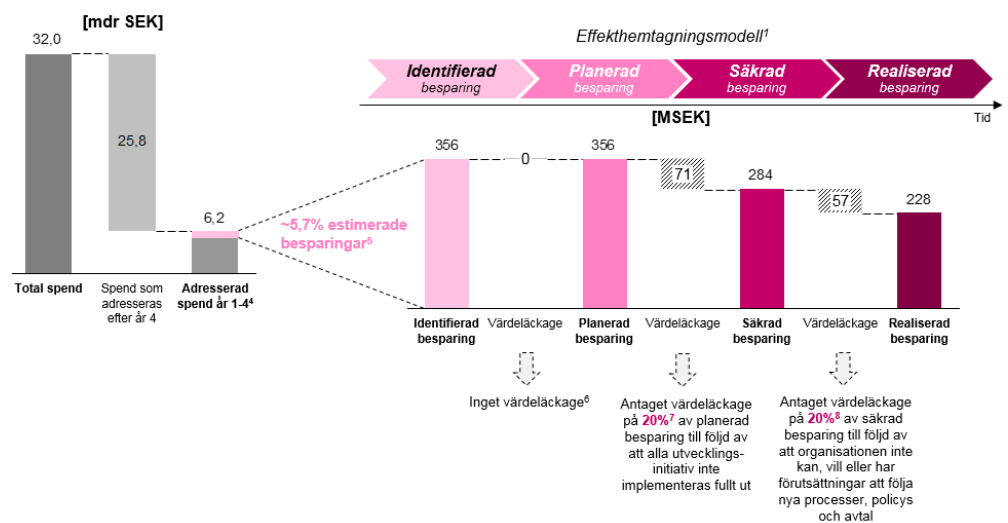 [mdr SEK]
32,0
25,8
6,2
Total spend
Spend som
adresseras
efter år 4
Adresserad
spend år 1-4⁴
~5,7% estimerade
besparingar⁵
Effekthemtagningsmodell¹
Identifierad
besparing
Planerad
besparing
Säkrad
besparing
Realiserad
besparing
Tid
[MSEK]
356
0
356
71
284
57
228
Identifierad
besparing
Värdeläckage
Planerad
besparing
Värdeläckage
Säkrad
besparing
Värdeläckage
Realiserad
besparing
Inget värdeläckage⁶
Antaget värdeläckage
på 20%⁷ av planerad
besparing till följd av
att alla utvecklings-
initiativ inte
implementeras fullt ut
Antaget värdeläckage
på 20%⁸ av säkrad
besparing till följd av
att organisationen inte
kan, vill eller har
förutsättningar att följa
nya processer, policys
och avtal